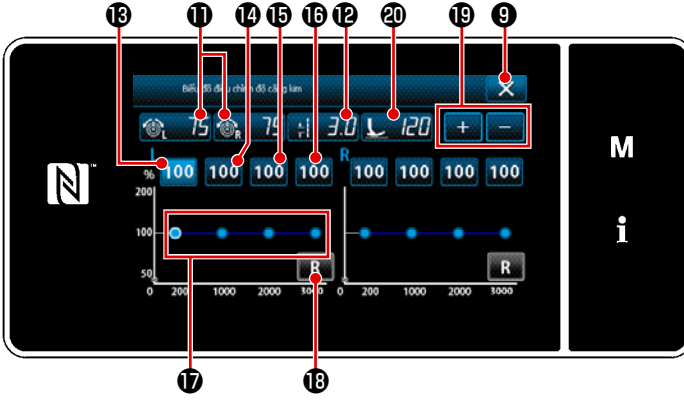 ⓫ ⓭ ⓮ ⓯ ⓰ ⓬ ⓴ ⓳ ❾
Biểu đồ điều chỉnh độ căng kim
L 75 R 75 3.0 120 + −
L R
% 100 100 100 100 100 100 100 100
200
100
50
R R
0 200 1000 2000 3000 0 200 1000 2000 3000
M
i
N
⓱ ⓲